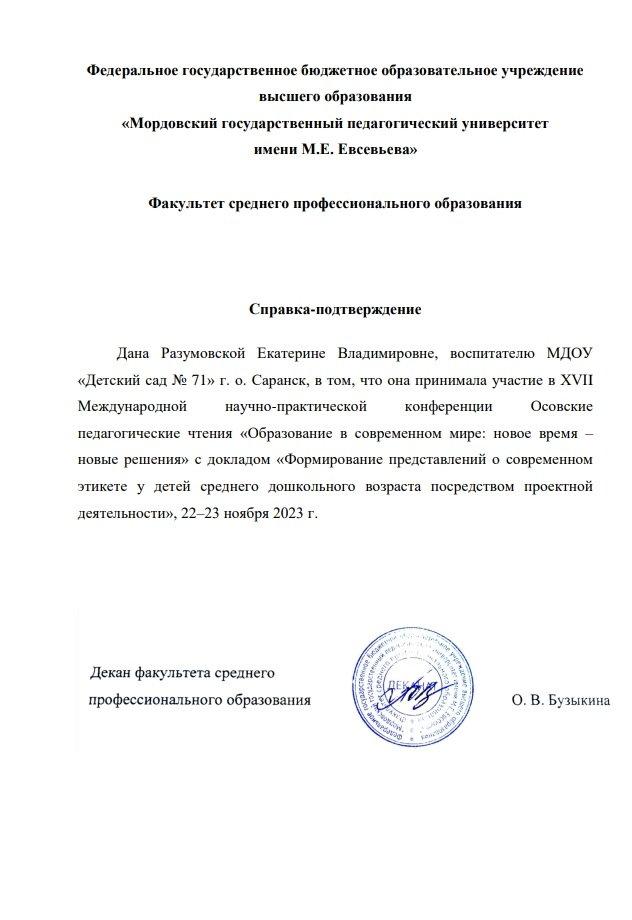 Федеральное государственное бюджетное образовательное учреждение
высшего образования
«Мордовский государственный педагогический университет
имени М.Е. Евсевьева»
Факультет среднего профессионального образования
Справка-подтверждение
Дана Разумовской Екатерине Владимировне, воспитателю МДОУ
«Детский сад № 71» г. о. Саранск, в том, что она принимала участие в XVII
Международной научно-практической конференции Осовские
педагогические чтения «Образование в современном мире: новое время –
новые решения» с докладом «Формирование представлений о современном
этикете у детей среднего дошкольного возраста посредством проектной
деятельности», 22–23 ноября 2023 г.
Декан факультета среднего
профессионального образования
ДЕКАНАТ
О. В. Бузыкина